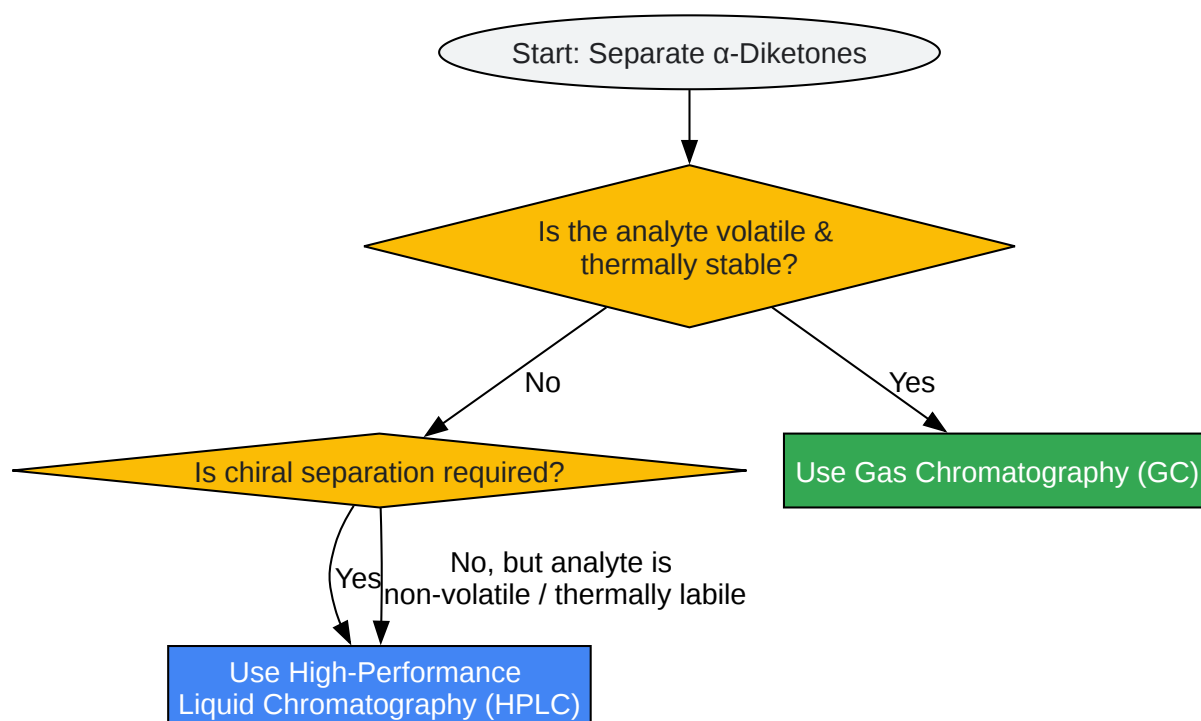 Start: Separate α-Diketones
Is the analyte volatile &
thermally stable?
No
Yes
Is chiral separation required?
Use Gas Chromatography (GC)
Yes
No, but analyte is
non-volatile / thermally labile
Use High-Performance
Liquid Chromatography (HPLC)